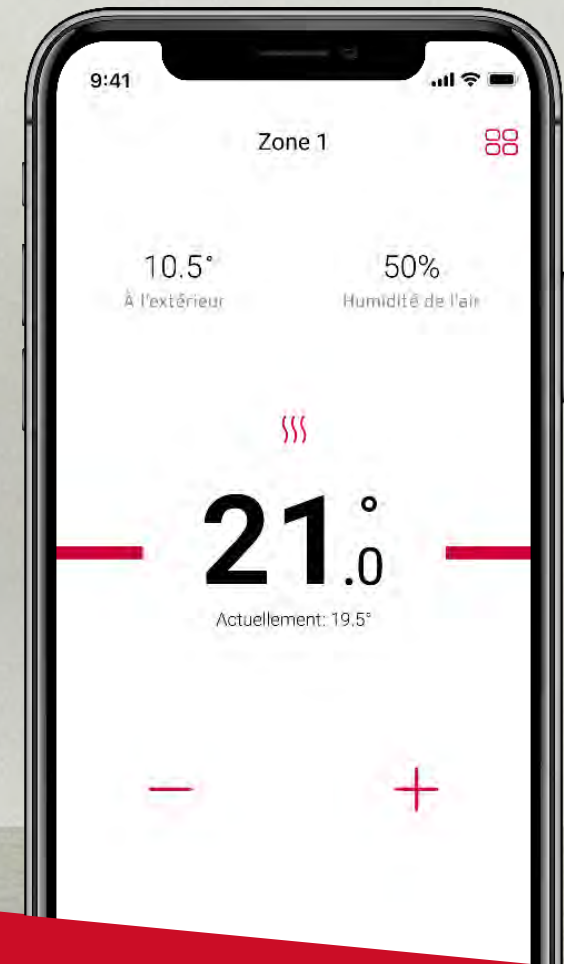 9:41
Zone 1
10.5°
50%
À l'extérieur
Humidité de l'air
21.0°
Actuellement: 19.5°